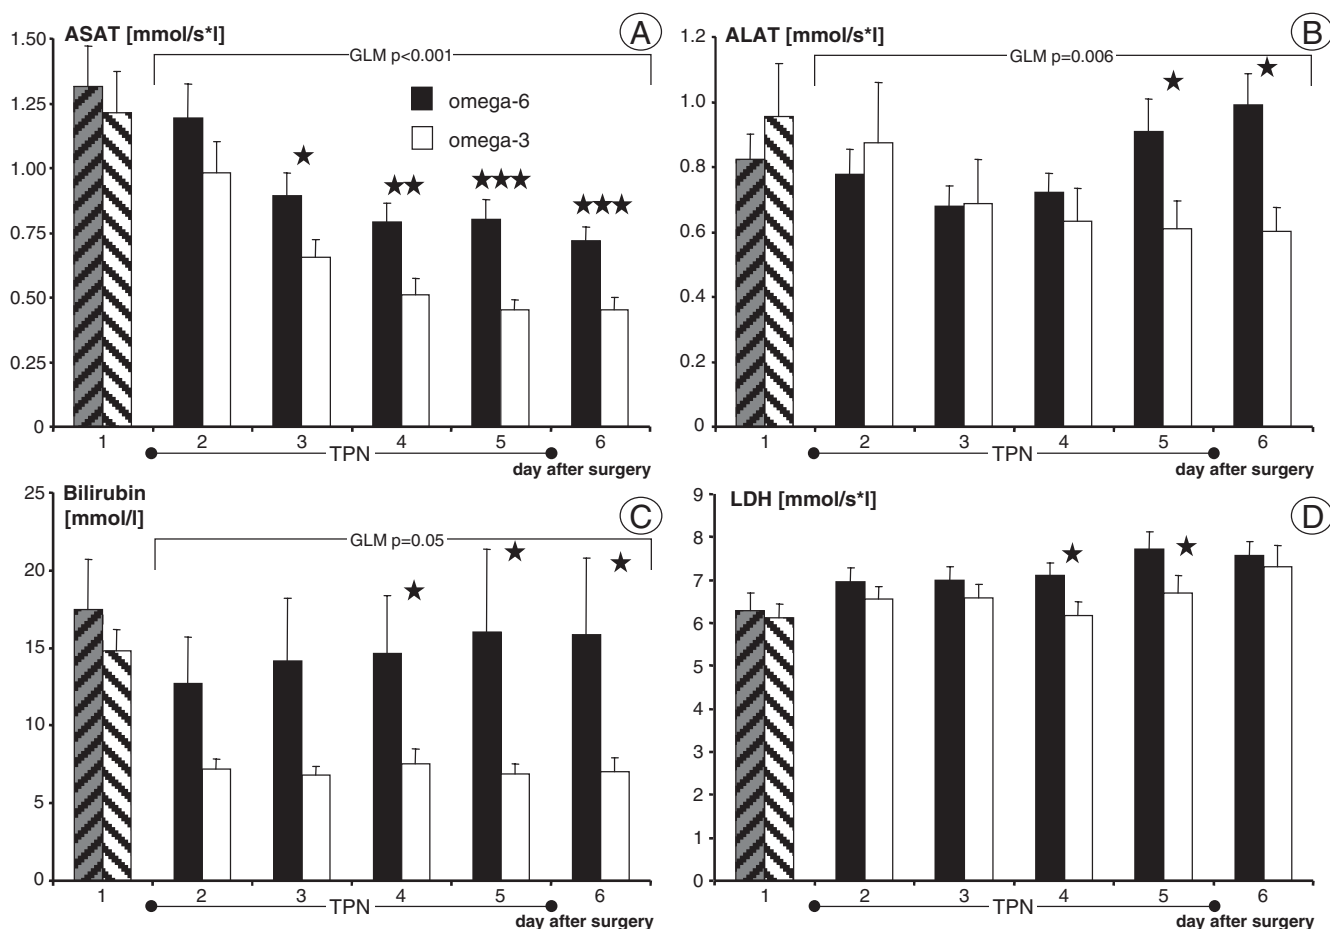 ASAT [mmol/s*l]
A
GLM p<0.001
1.50
1.25
1.00
0.75
0.50
0.25
0
omega-6
omega-3
★
★★
★★★
★★★
1 2 3 4 5 6
TPN
day after surgery
ALAT [mmol/s*l]
B
GLM p=0.006
1.2
1.0
0.8
0.6
0.4
0.2
0
★
★
1 2 3 4 5 6
TPN
day after surgery
Bilirubin
[mmol/l]
C
GLM p=0.05
25
20
15
10
5
0
★
★
★
1 2 3 4 5 6
TPN
day after surgery
LDH [mmol/s*l]
D
9
8
7
6
5
4
3
2
1
0
★
★
1 2 3 4 5 6
TPN
day after surgery